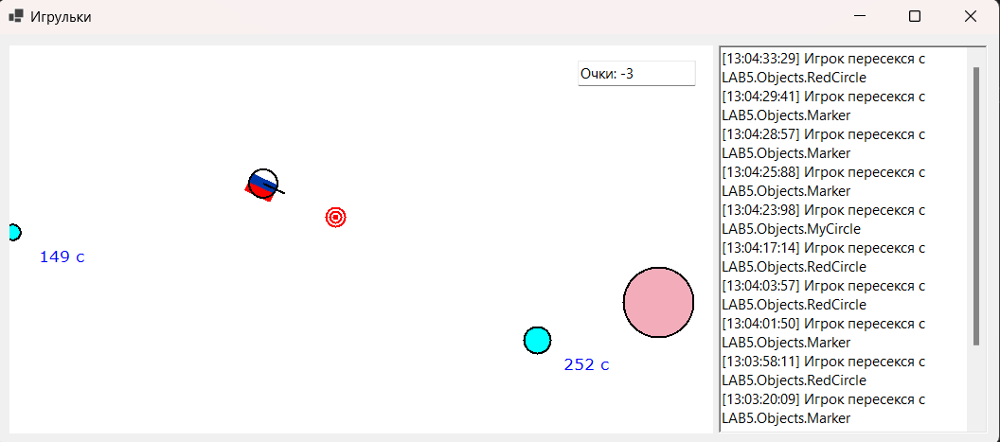 Игрульки
Очки: -3
149 с
252 с
[13:04:33:29] Игрок пересекся с
LAB5.Objects.RedCircle
[13:04:29:41] Игрок пересекся с
LAB5.Objects.Marker
[13:04:28:57] Игрок пересекся с
LAB5.Objects.Marker
[13:04:25:88] Игрок пересекся с
LAB5.Objects.Marker
[13:04:23:98] Игрок пересекся с
LAB5.Objects.MyCircle
[13:04:17:14] Игрок пересекся с
LAB5.Objects.RedCircle
[13:04:03:57] Игрок пересекся с
LAB5.Objects.RedCircle
[13:04:01:50] Игрок пересекся с
LAB5.Objects.Marker
[13:03:58:11] Игрок пересекся с
LAB5.Objects.RedCircle
[13:03:20:09] Игрок пересекся с
LAB5.Objects.Marker